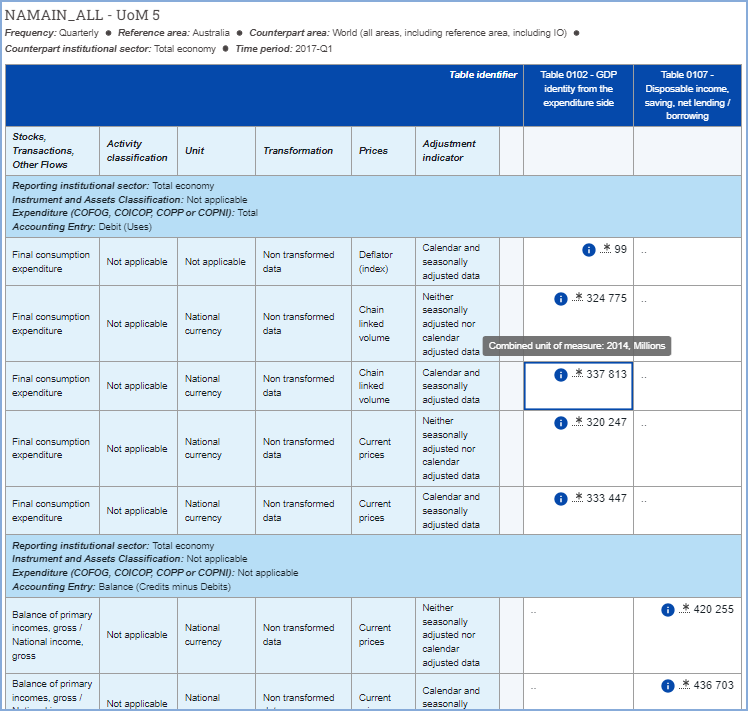 NAMAIN_ALL - UoM 5
Frequency: Quarterly ● Reference area: Australia ● Counterpart area: World (all areas, including reference area, including IO) ●
Counterpart institutional sector: Total economy ● Time period: 2017-Q1
Table identifier
Table 0102 - GDP
identity from the
expenditure side
Table 0107 -
Disposable income,
saving, net lending /
borrowing
Stocks,
Transactions,
Other Flows
Activity
classification
Unit
Transformation
Prices
Adjustment
indicator
Reporting institutional sector: Total economy
Instrument and Assets Classification: Not applicable
Expenditure (COFOG, COICOP, COPP or COPNI): Total
Accounting Entry: Debit (Uses)
Final consumption
expenditure
Not applicable
Not applicable
Non transformed
data
Deflator
(index)
Calendar and
seasonally
adjusted data
i ..* 99
..
Final consumption
expenditure
Not applicable
National
currency
Non transformed
data
Chain
linked
volume
Neither
seasonally
adjusted nor
calendar
adjusted data
i ..* 324 775
..
Combined unit of measure: 2014, Millions
Final consumption
expenditure
Not applicable
National
currency
Non transformed
data
Chain
linked
volume
Calendar and
seasonally
adjusted data
i ..* 337 813
..
Final consumption
expenditure
Not applicable
National
currency
Non transformed
data
Current
prices
Neither
seasonally
adjusted nor
calendar
adjusted data
i ..* 320 247
..
Final consumption
expenditure
Not applicable
National
currency
Non transformed
data
Current
prices
Calendar and
seasonally
adjusted data
i ..* 333 447
..
Reporting institutional sector: Total economy
Instrument and Assets Classification: Not applicable
Expenditure (COFOG, COICOP, COPP or COPNI): Not applicable
Accounting Entry: Balance (Credits minus Debits)
Balance of primary
incomes, gross /
National income,
gross
Not applicable
National
currency
Non transformed
data
Current
prices
Neither
seasonally
adjusted nor
calendar
adjusted data
..
i ..* 420 255
Balance of primary
incomes, gross /
Not applicable
National
Non transformed
Current
Calendar and
seasonally
..
i ..* 436 703